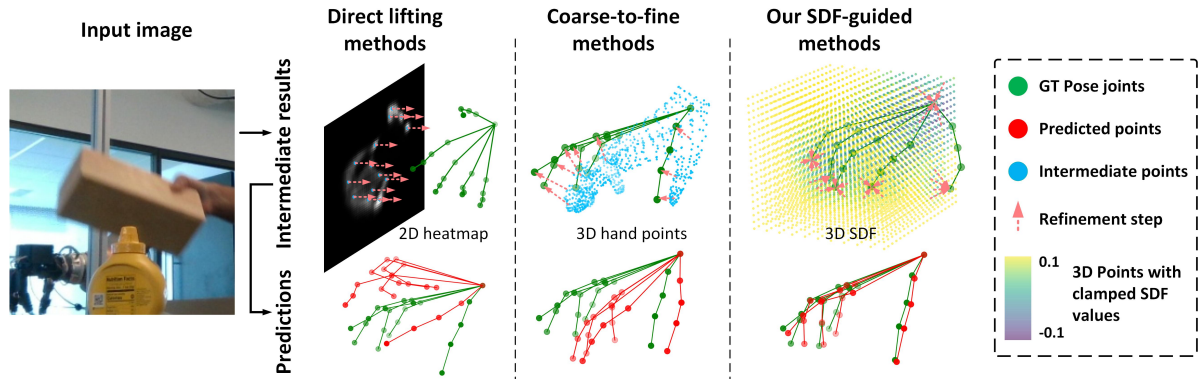 Input image
Direct lifting
methods
Coarse-to-fine
methods
Our SDF-guided
methods
Intermediate results
Predictions
2D heatmap
3D hand points
3D SDF
GT Pose joints
Predicted points
Intermediate points
Refinement step
0.1
-0.1
3D Points with
clamped SDF
values